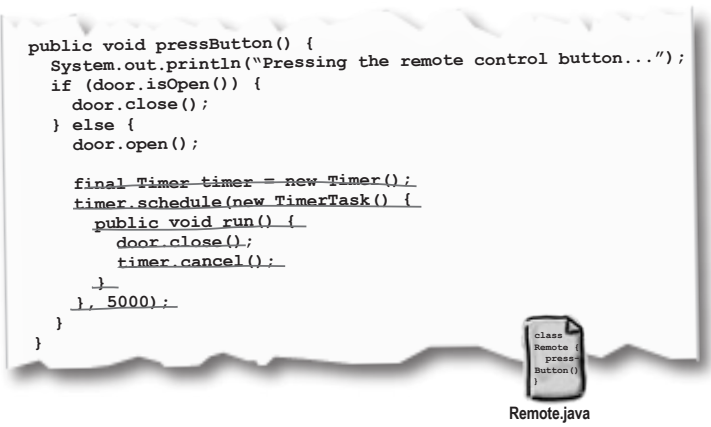 public void pressButton() {
  System.out.println(“Pressing the remote control button...”);
  if (door.isOpen()) {
    door.close();
  } else {
    door.open();

    final Timer timer = new Timer();
    timer.schedule(new TimerTask() {
      public void run() {
        door.close();
        timer.cancel();
      }
    }, 5000);
  }
}
class
Remote {
press-
Button()
}
Remote.java